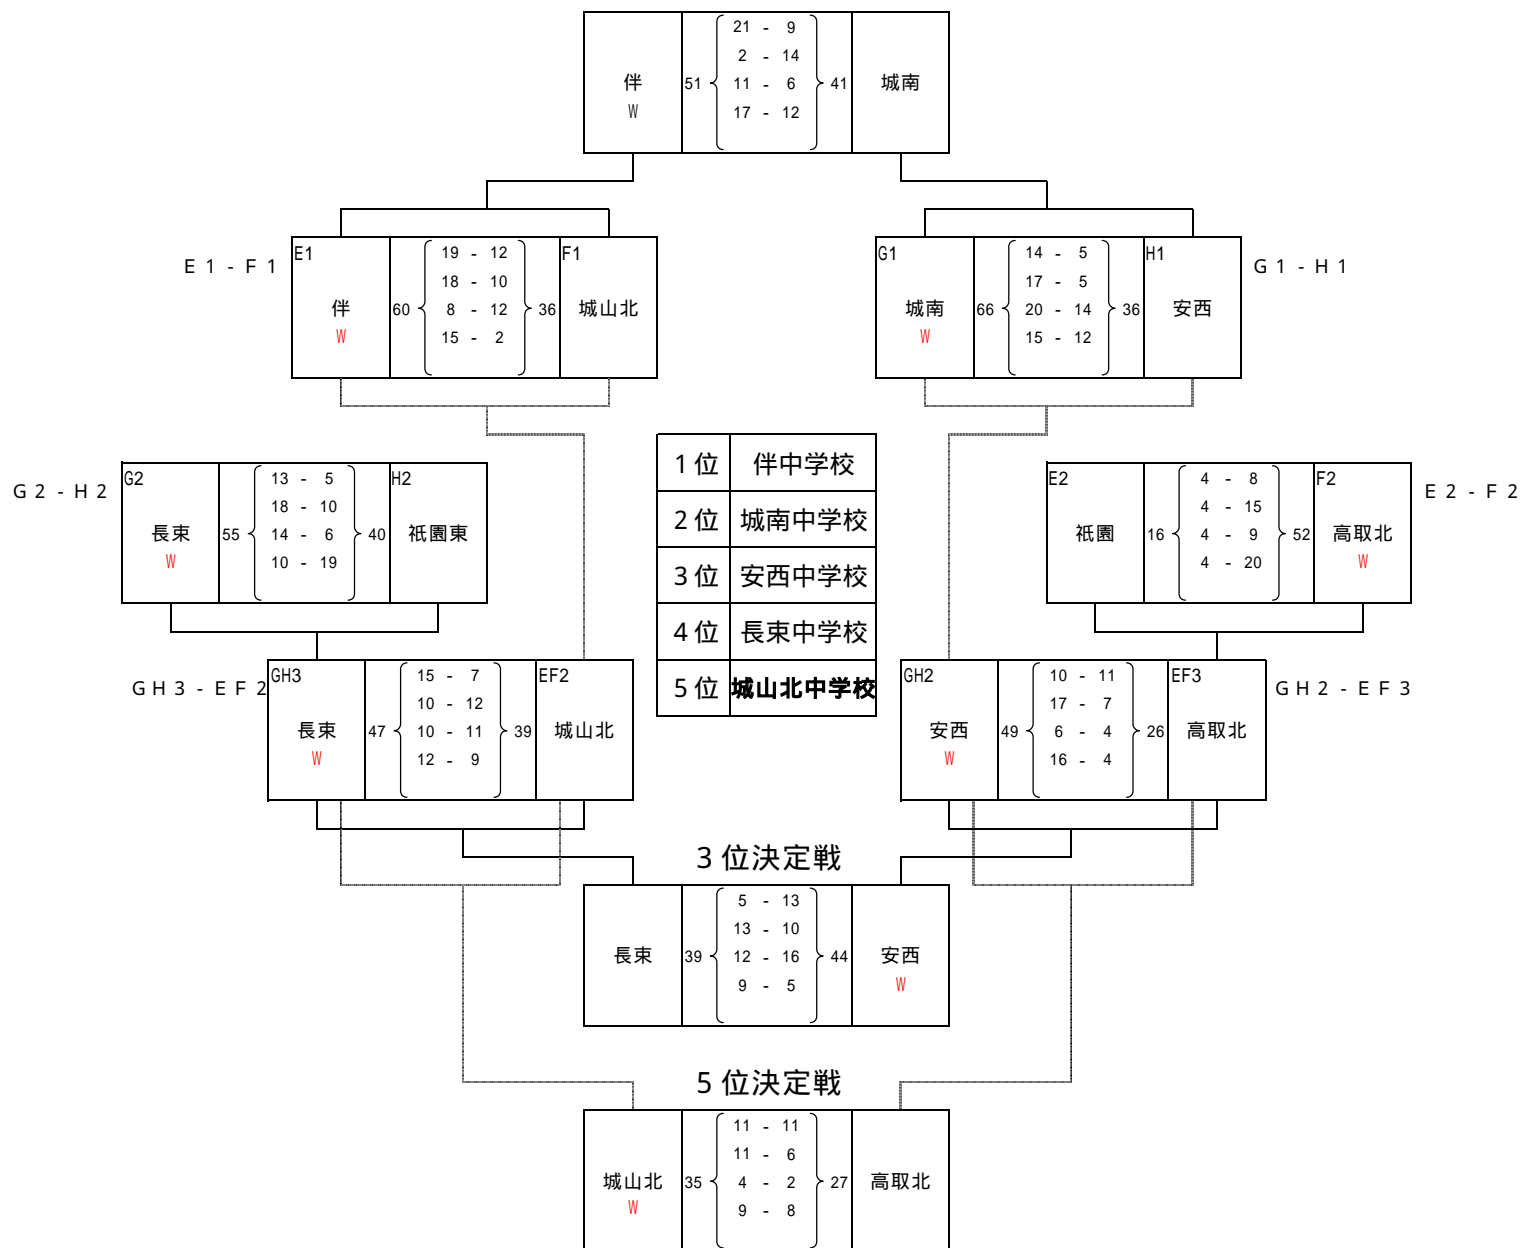 21 - 9
2 - 14
伴 51 11 - 6 41 城南
W 17 - 12
E1 19 - 12 F1
E1-F1 18 - 10
伴 60 8 - 12 36 城山北
W 15 - 2
G1 14 - 5 H1
17 - 5 G1-H1
城南 66 20 - 14 36 安西
W 15 - 12
1位 伴中学校
2位 城南中学校
3位 安西中学校
4位 長束中学校
5位 城山北中学校
G2 13 - 5 H2
G2-H2 18 - 10
長束 55 14 - 6 40 祇園東
W 10 - 19
E2 4 - 8 F2
4 - 15 E2-F2
祇園 16 4 - 9 52 高取北
4 - 20 W
GH3 15 - 7 EF2
GH3-EF2 10 - 12
長束 47 10 - 11 39 城山北
W 12 - 9
GH2 10 - 11 EF3
17 - 7 GH2-EF3
安西 49 6 - 4 26 高取北
W 16 - 4
3位決定戦
5 - 13
13 - 10
長束 39 12 - 16 44 安西
9 - 5 W
5位決定戦
11 - 11
11 - 6
城山北 35 4 - 2 27 高取北
W 9 - 8